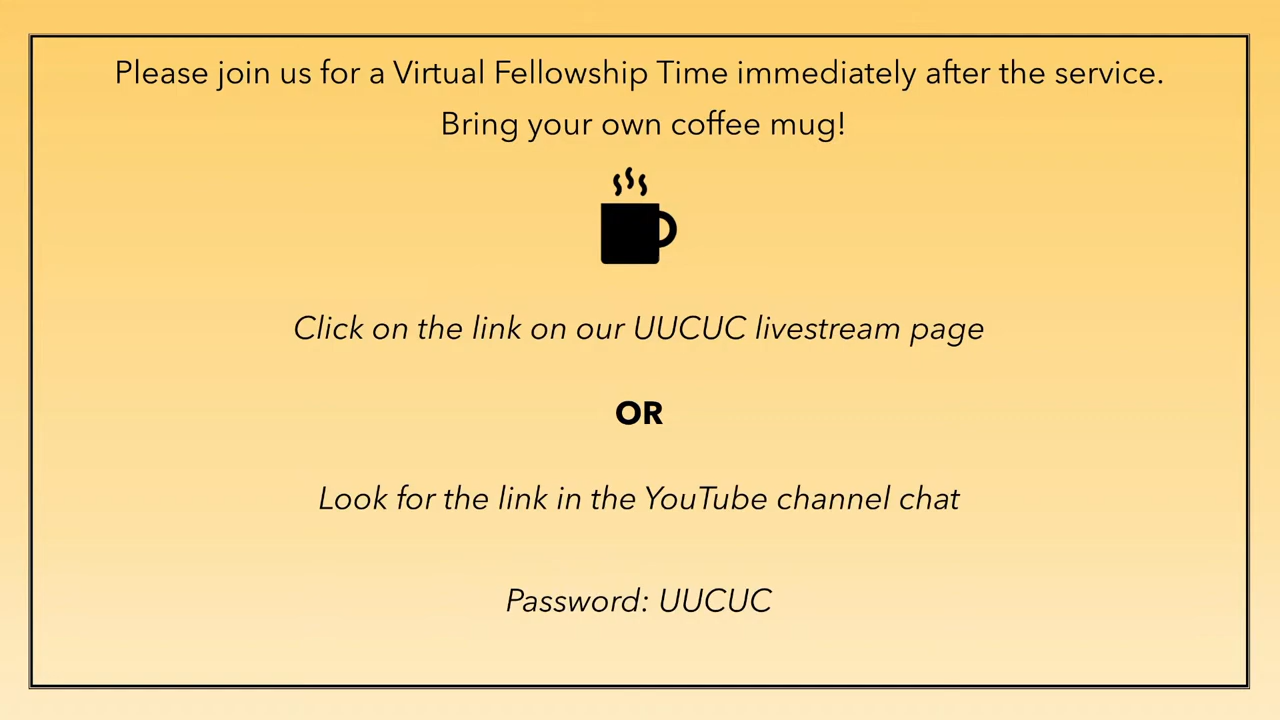 Please join us for a Virtual Fellowship Time immediately after the service.
Bring your own coffee mug!
Click on the link on our UUCUC livestream page
OR
Look for the link in the YouTube channel chat
Password: UUCUC